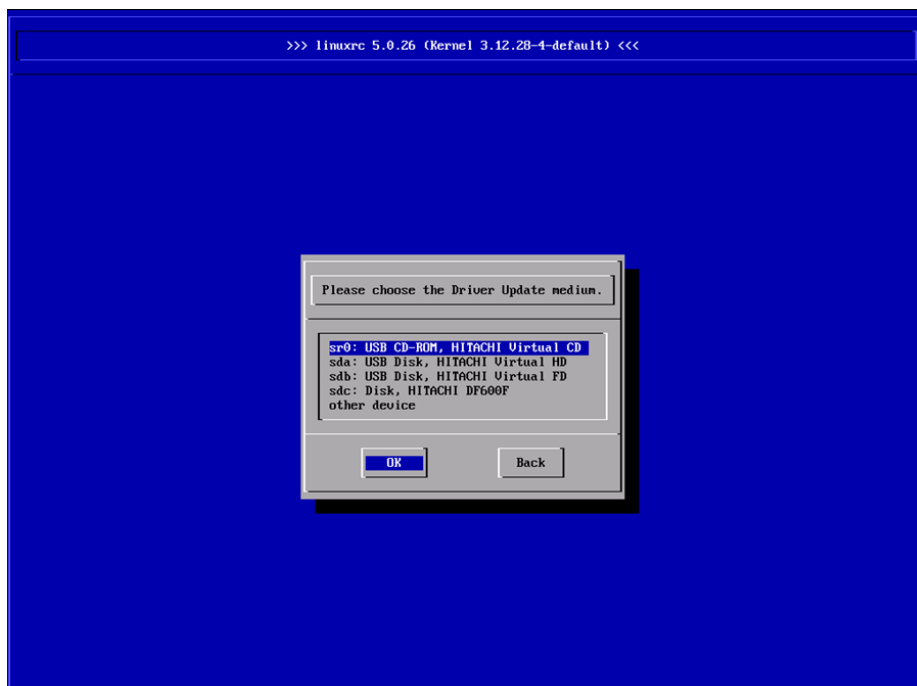 >>> linuxrc 5.0.26 (Kernel 3.12.28-4-default) <<<
Please choose the Driver Update medium.
sr0: USB CD-ROM, HITACHI Virtual CD
sda: USB Disk, HITACHI Virtual HD
sdb: USB Disk, HITACHI Virtual FD
sdc: Disk, HITACHI DF600F
other device
OK Back